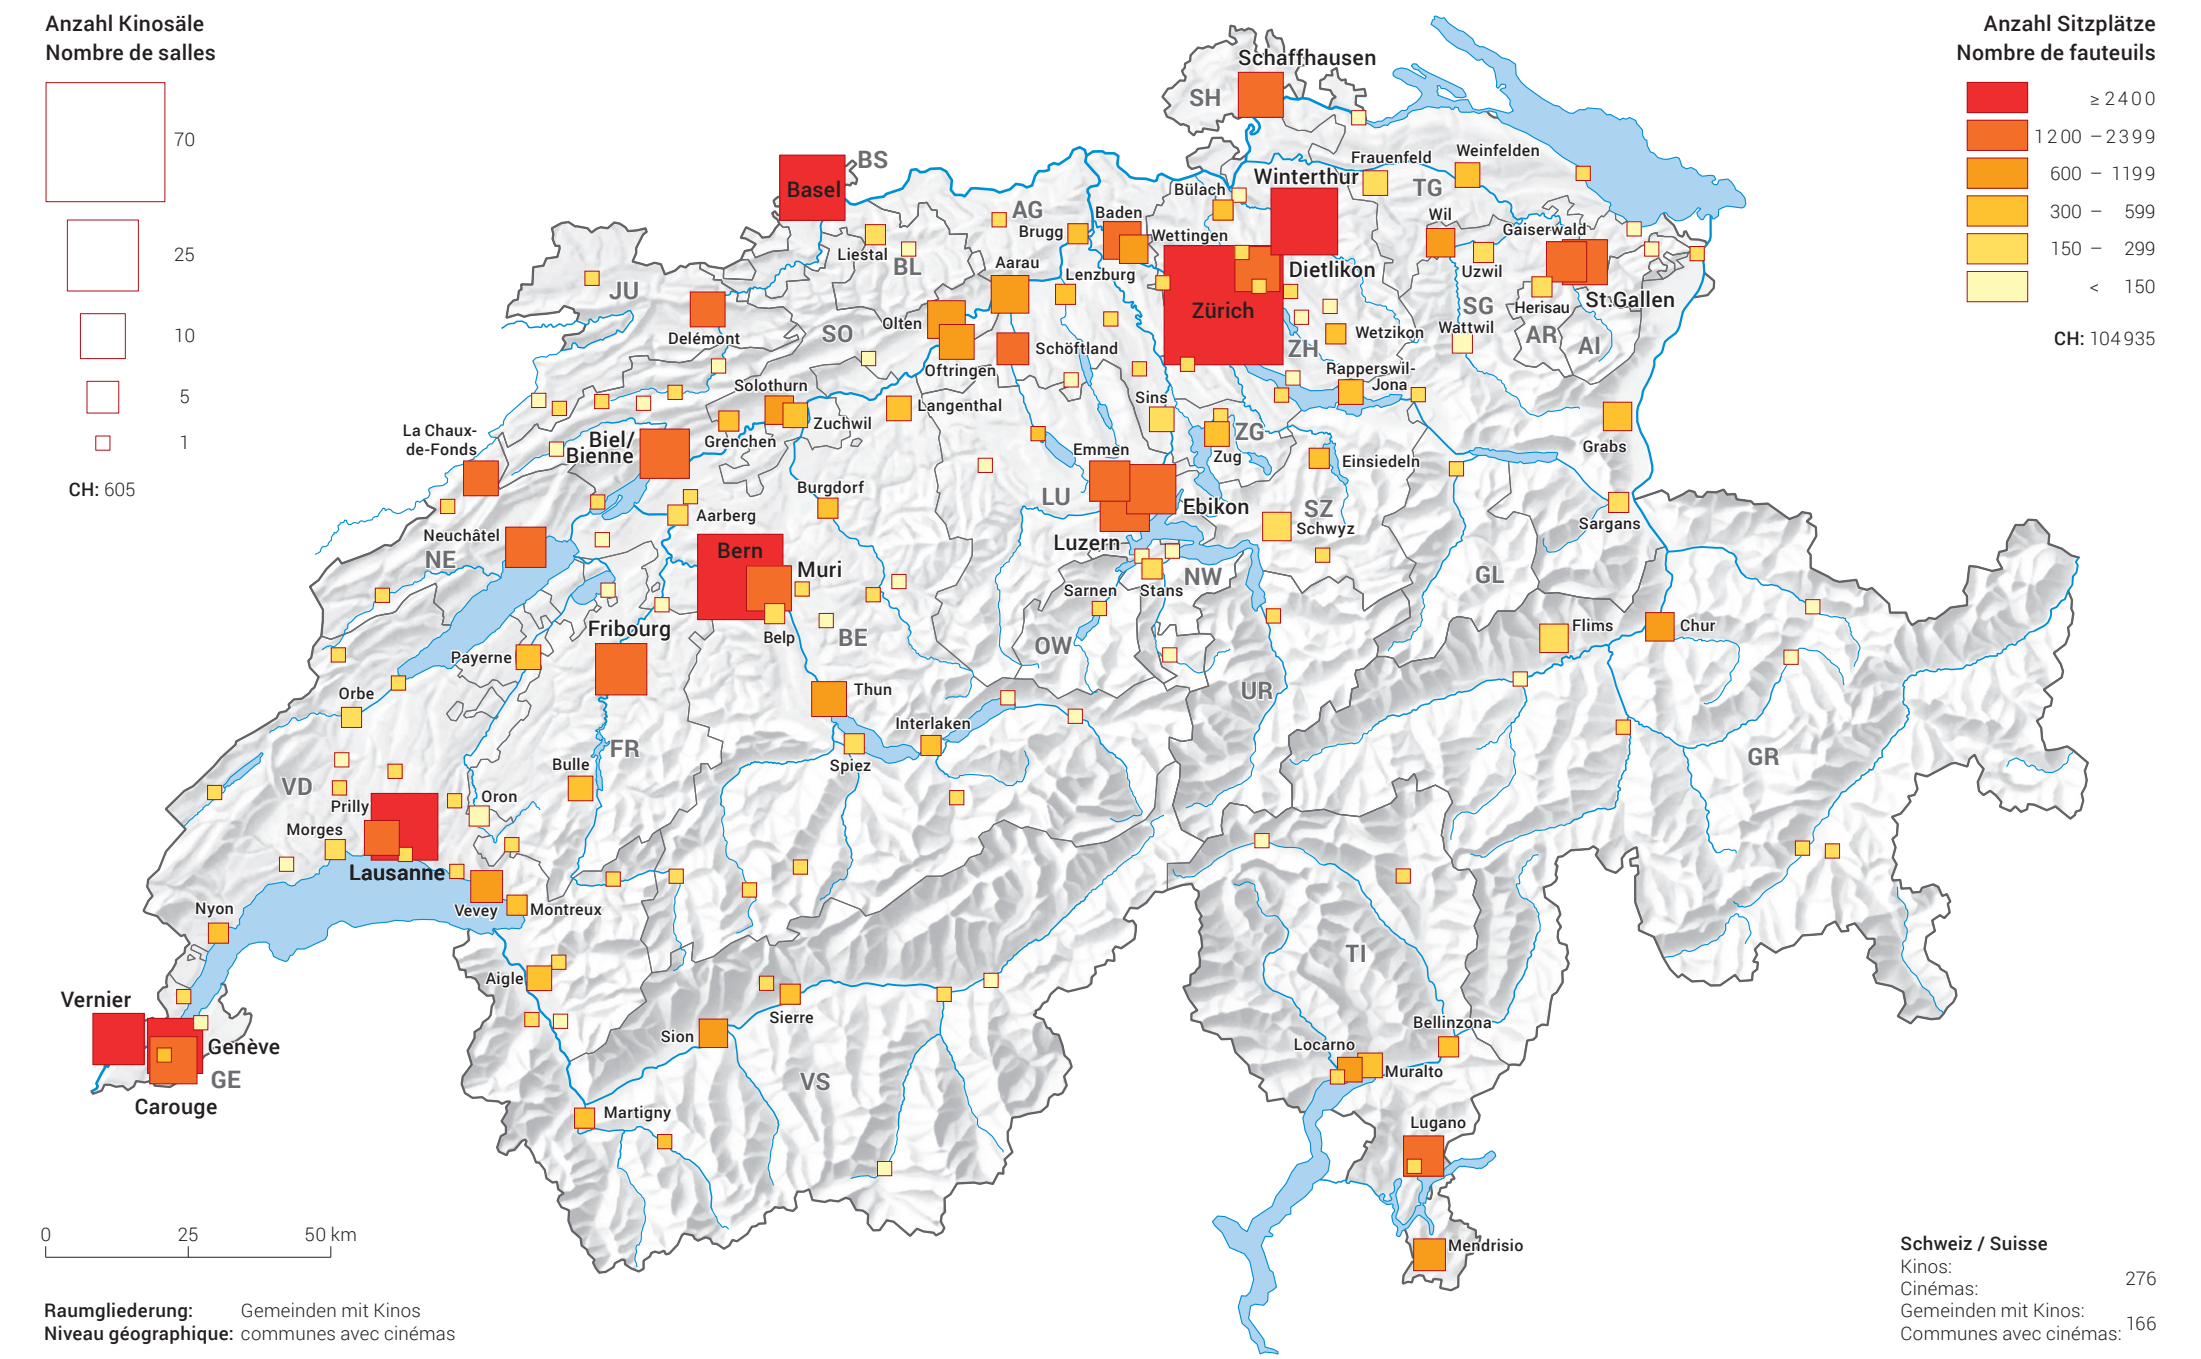 Anzahl Kinosäle
Nombre de salles
70
25
10
5
1
CH: 605
Anzahl Sitzplätze
Nombre de fauteuils
≥ 2400
1200 – 2399
600 – 1199
300 – 599
150 – 299
< 150
CH: 104935
Schaffhausen
SH
BS
Basel
Frauenfeld
Weinfelden
Winterthur
TG
Bülach
AG
Baden
Brugg
Wettingen
Wil
Gaiserwald
Liestal
BL
Aarau
Lenzburg
Dietlikon
Uzwil
JU
Zürich
SG
Herisau
St.Gallen
Delémont
SO
Olten
Schöftland
ZH
Wetzikon
Wattwil
AR
AI
Oftringen
Rapperswil-
Jona
Solothurn
Sins
Langenthal
Zuchwil
Grenchen
La Chaux-
de-Fonds
Biel/
Bienne
ZG
Zug
Emmen
Einsiedeln
Grabs
Burgdorf
LU
Ebikon
SZ
Schwyz
Sargans
Aarberg
Neuchâtel
NE
Luzern
Bern
Muri
NW
GL
Sarnen
Stans
Fribourg
Belp
BE
OW
Flims
Chur
Payerne
Orbe
Thun
UR
Interlaken
FR
GR
Bulle
Spiez
VD
Prilly
Oron
Morges
Lausanne
Vevey
Montreux
Nyon
TI
Aigle
Vernier
Sierre
Sion
Bellinzona
Locarno
Muralto
Genève
GE
Carouge
VS
Martigny
Lugano
Mendrisio
0 25 50 km
Raumgliederung: Gemeinden mit Kinos
Niveau géographique: communes avec cinémas
Schweiz / Suisse
Kinos:
Cinémas: 276
Gemeinden mit Kinos:
Communes avec cinémas: 166